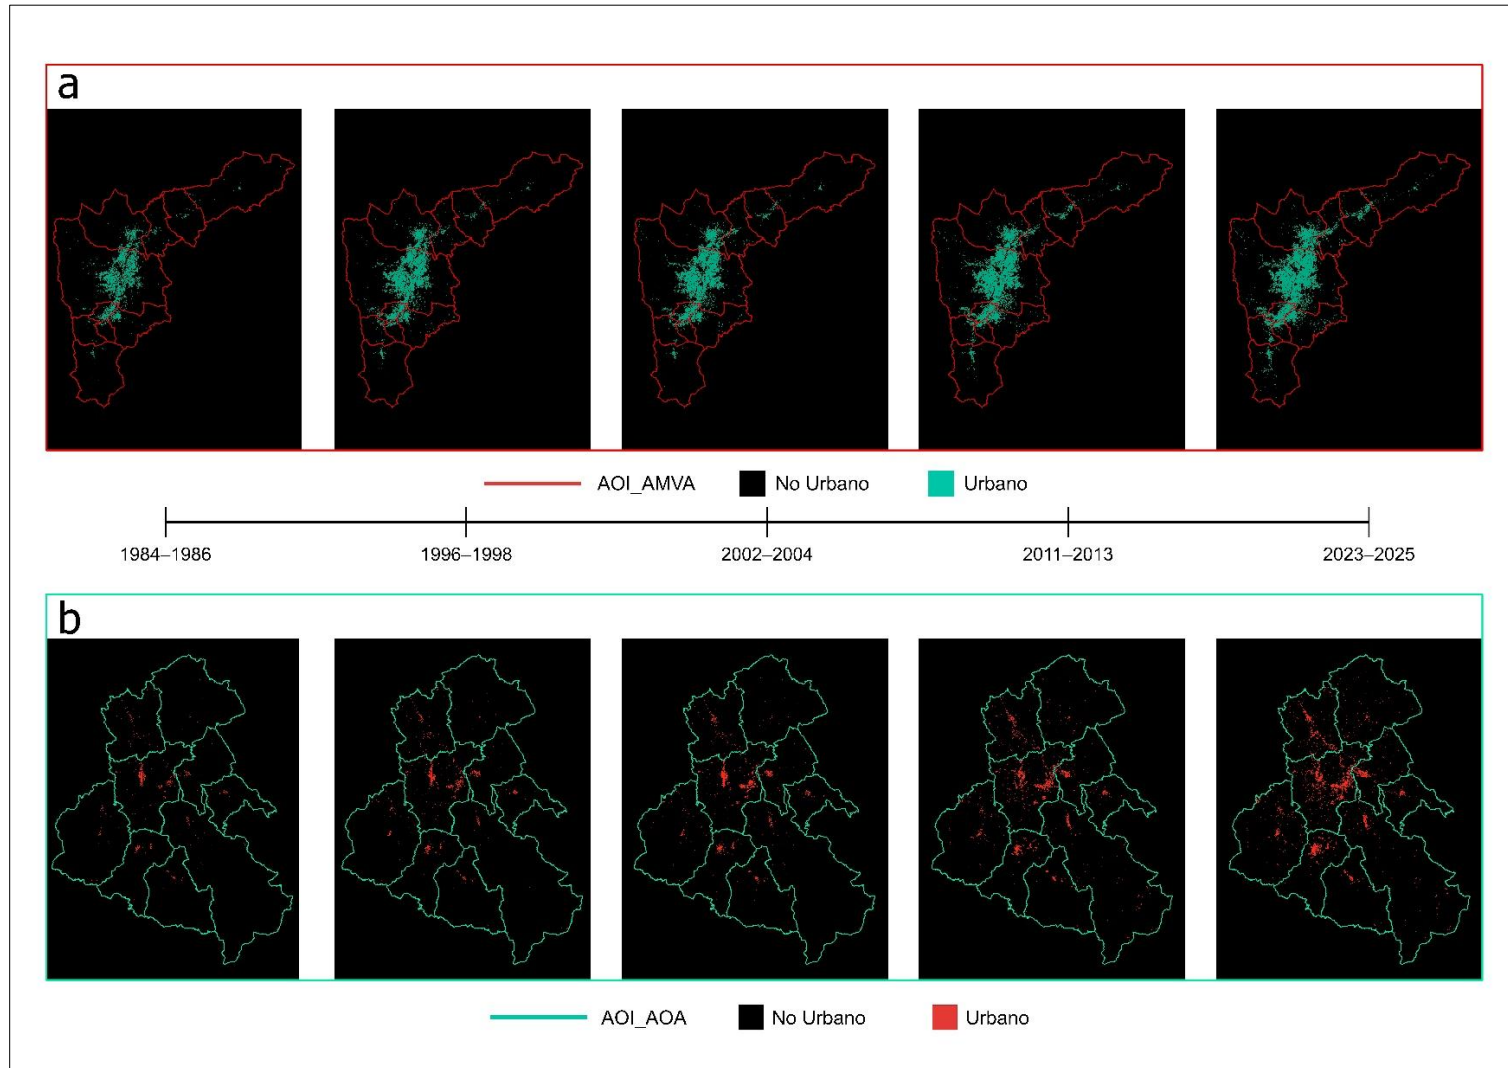 a
AOI_AMVA No Urbano Urbano
1984–1986 1996–1998 2002–2004 2011–2013 2023–2025
b
AOI_AOA No Urbano Urbano